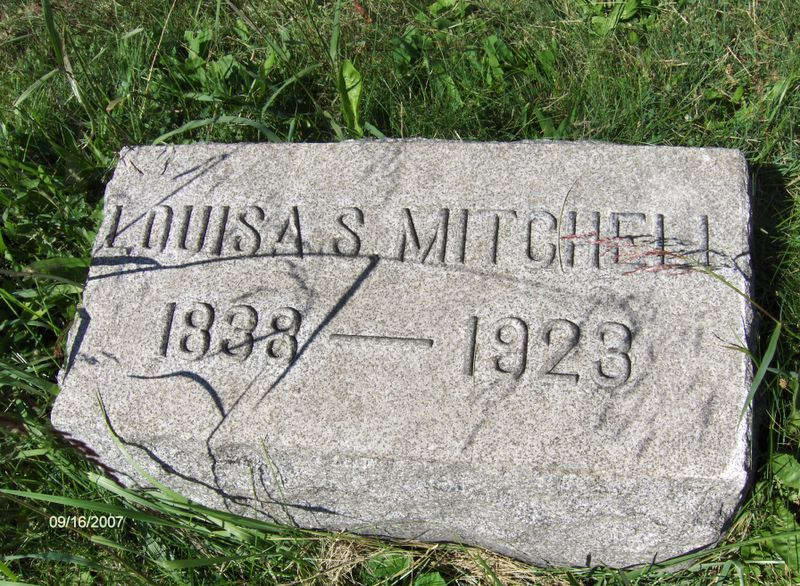 LOUISA S. MITCHELL
1838 — 1923
09/16/2007